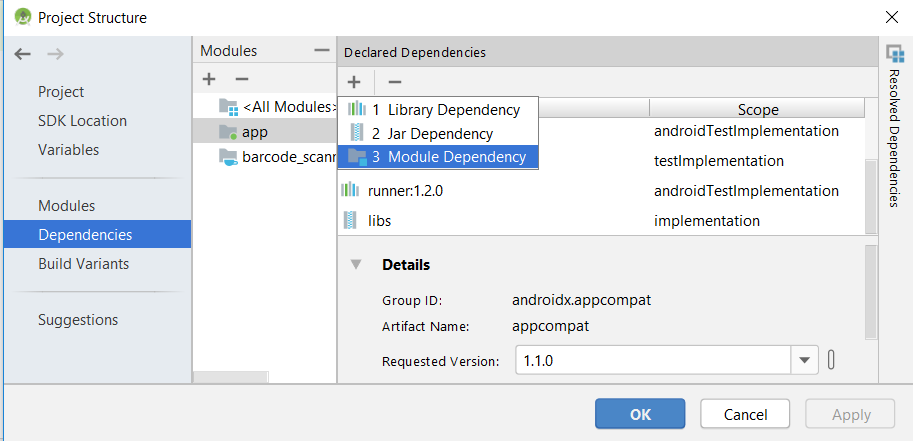 Project Structure
Modules
Declared Dependencies
Project
SDK Location
Variables
Modules
Dependencies
Build Variants
Suggestions
<All Modules>
app
barcode_scann
1 Library Dependency
2 Jar Dependency
3 Module Dependency
Scope
androidTestImplementation
testImplementation
runner:1.2.0 androidTestImplementation
libs implementation
Details
Group ID: androidx.appcompat
Artifact Name: appcompat
Requested Version: 1.1.0
Resolved Dependencies
OK Cancel Apply